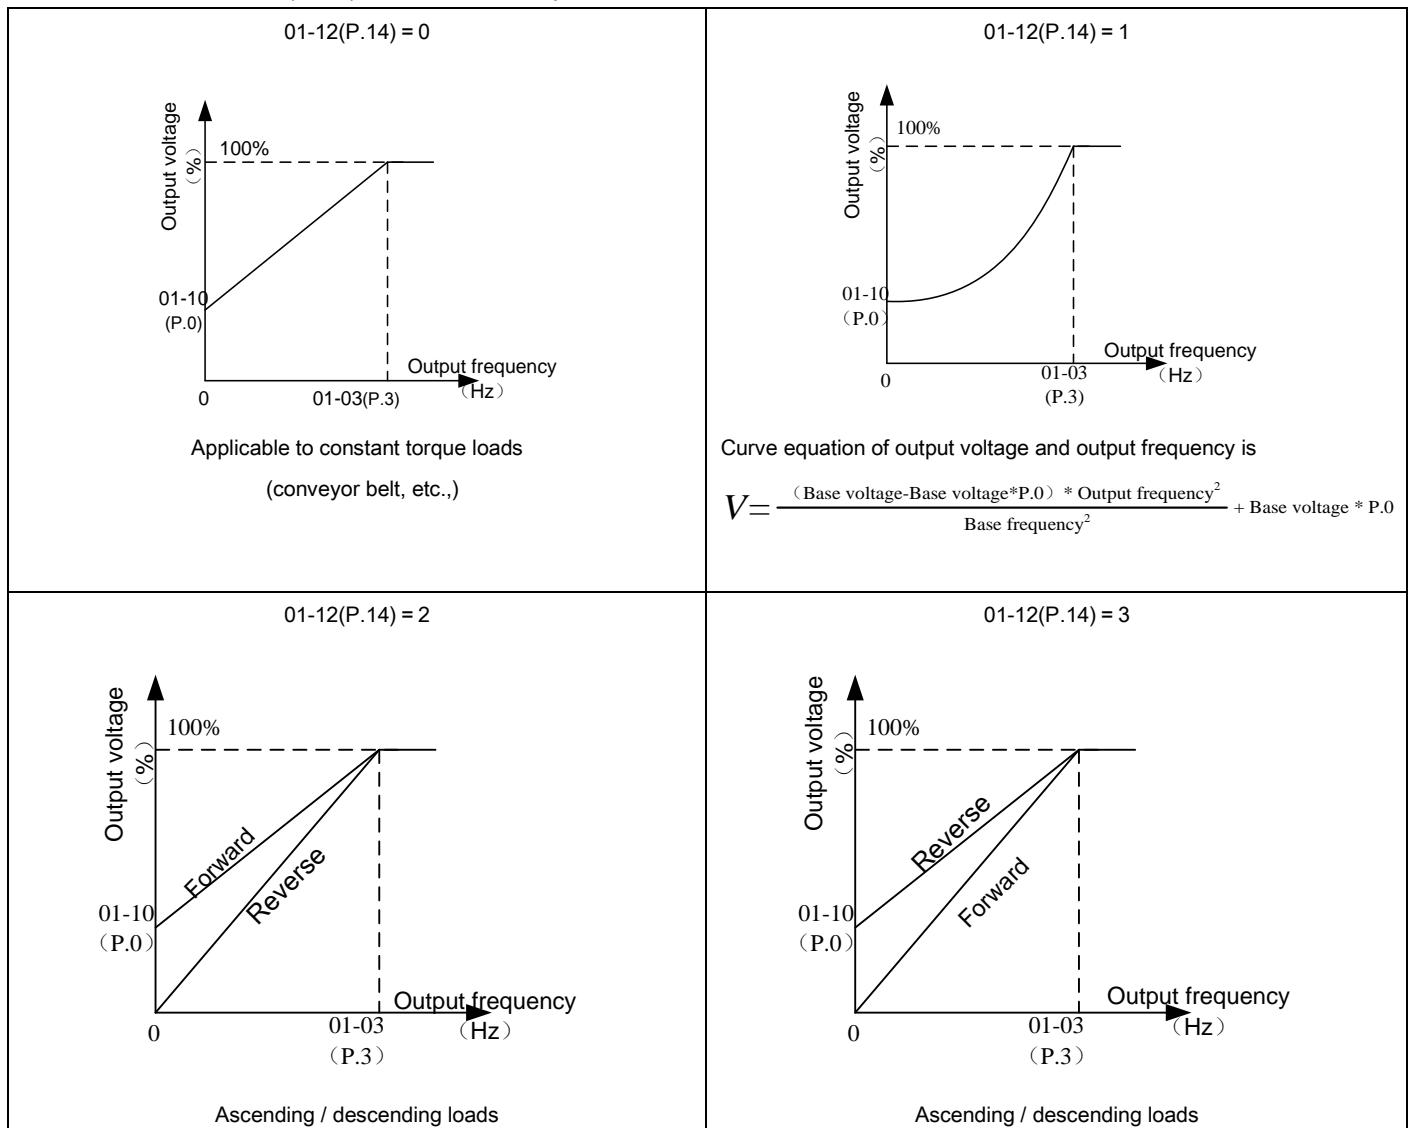 01-12(P.14) = 0
Output voltage
(%)
100%
01-10
(P.0)
Output frequency
(Hz)
0
01-03(P.3)
Applicable to constant torque loads
(conveyor belt, etc.,)
01-12(P.14) = 1
Output voltage
(%)
100%
01-10
(P.0)
Output frequency
(Hz)
0
01-03
(P.3)
Curve equation of output voltage and output frequency is
V= (Base voltage-Base voltage*P.0) * Output frequency² + Base voltage * P.0
Base frequency²
01-12(P.14) = 2
Output voltage
(%)
100%
Forward
Reverse
01-10
(P.0)
Output frequency
(Hz)
0
01-03
(P.3)
Ascending / descending loads
01-12(P.14) = 3
Output voltage
(%)
100%
Reverse
Forward
01-10
(P.0)
Output frequency
(Hz)
0
01-03
(P.3)
Ascending / descending loads